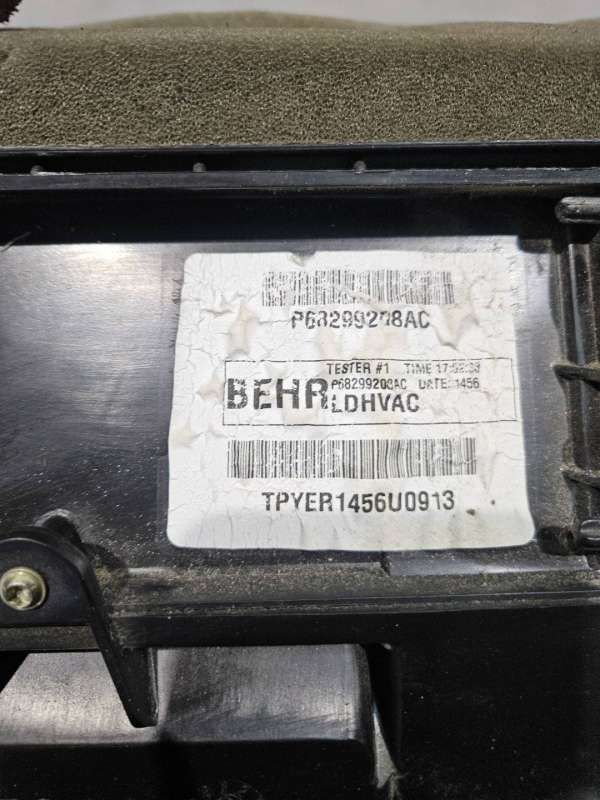 P68299208AC
TESTER #1 TIME 17:52:33
P68299208AC DATE: 1456
BEHR LDHVAC
TPYER1456U0913